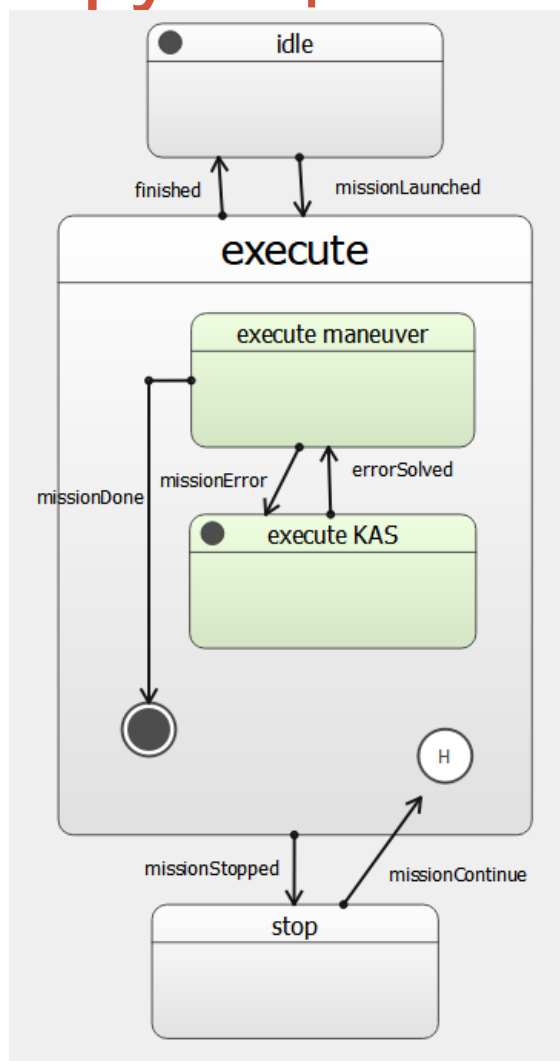 idle
finished
missionLaunched
execute
execute maneuver
missionError
errorSolved
missionDone
execute KAS
H
missionStopped
missionContinue
stop